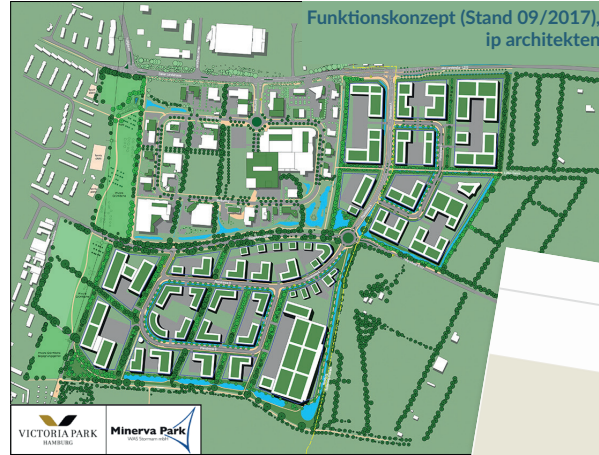 Funktionskonzept (Stand 09/2017),
ip architekten
VICTORIA PARK
HAMBURG
Minerva Park
WAS Stormarn mbH